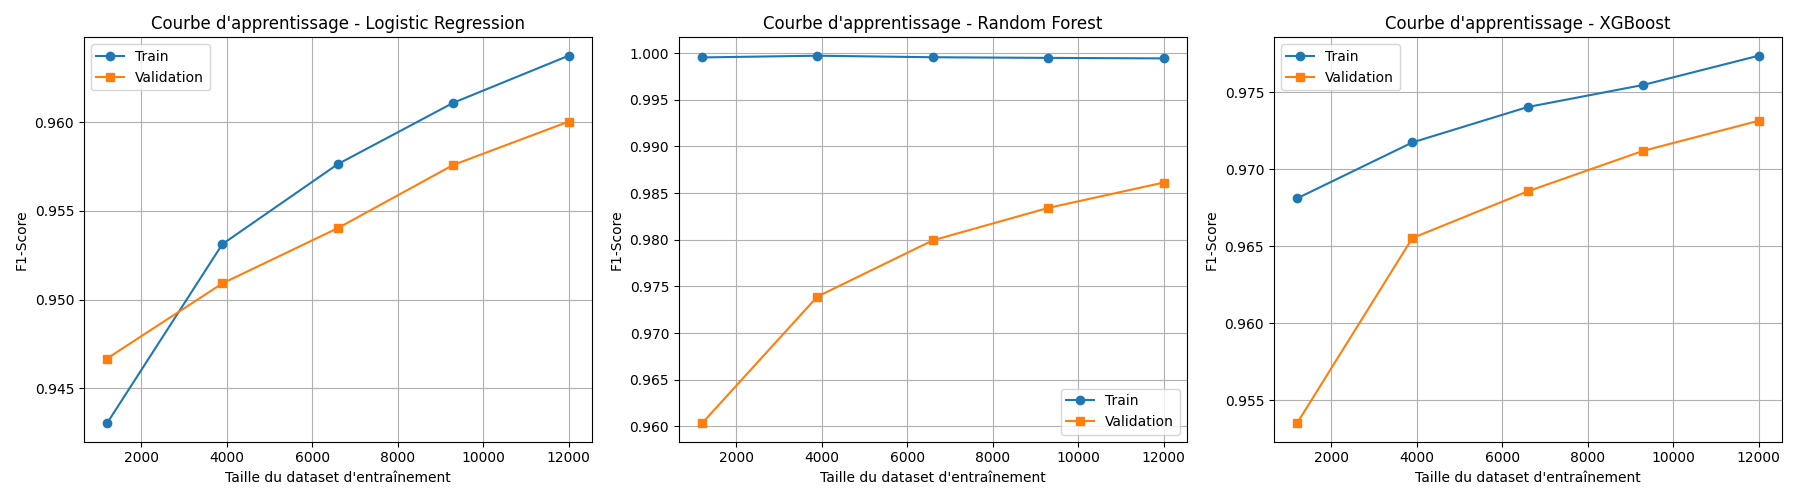 Courbe d'apprentissage - Logistic Regression
Train
Validation
0.960
0.955
0.950
0.945
F1-Score
2000 4000 6000 8000 10000 12000
Taille du dataset d'entraînement
Courbe d'apprentissage - Random Forest
1.000
0.995
0.990
0.985
0.980
0.975
0.970
0.965
0.960
F1-Score
Train
Validation
2000 4000 6000 8000 10000 12000
Taille du dataset d'entraînement
Courbe d'apprentissage - XGBoost
Train
Validation
0.975
0.970
0.965
0.960
0.955
F1-Score
2000 4000 6000 8000 10000 12000
Taille du dataset d'entraînement